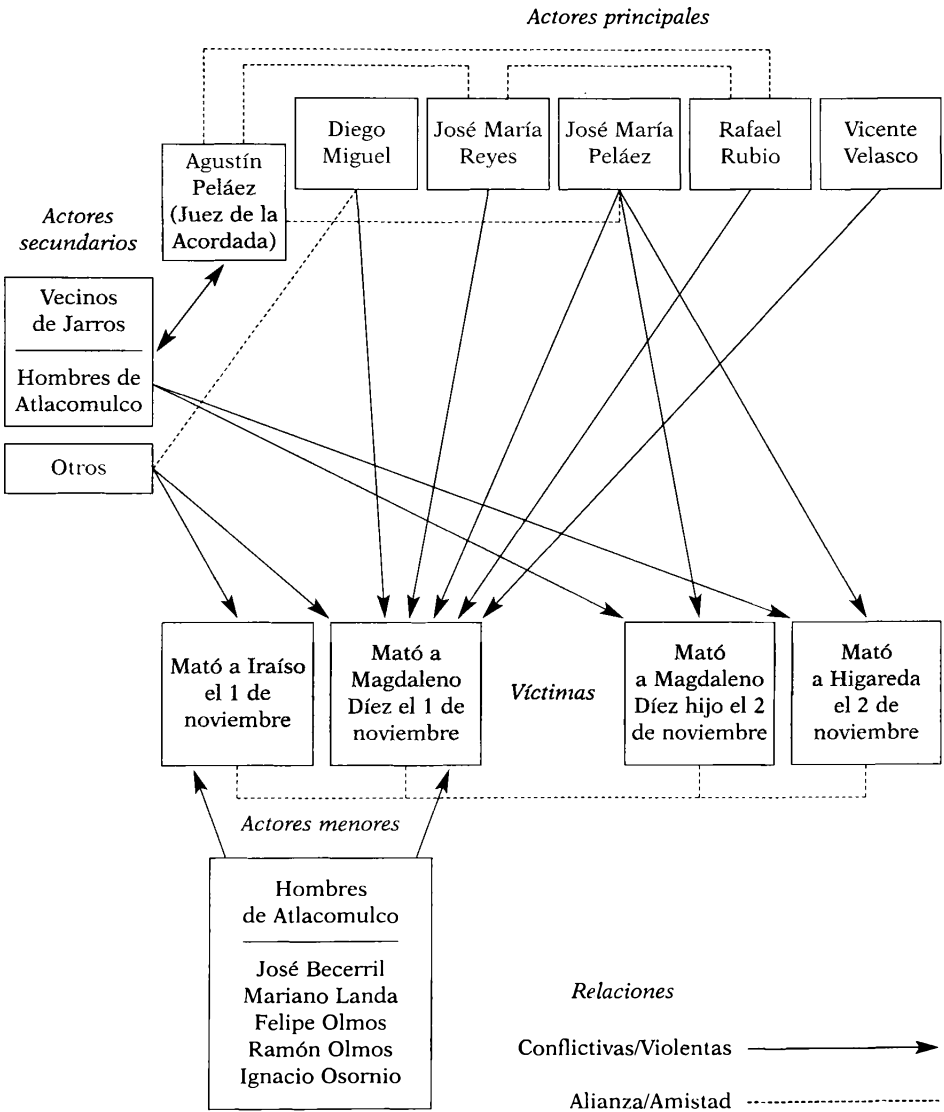 Actores principales
Diego
Miguel
José María
Reyes
José María
Peláez
Rafael
Rubio
Vicente
Velasco
Agustín
Peláez
(Juez de la
Acordada)
Actores
secundarios
Vecinos
de Jarros
Hombres de
Atlacomulco
Otros
Mató a Iraíso
el 1 de
noviembre
Mató a
Magdaleno
Díez el 1 de
noviembre
Víctimas
Mató
a Magdaleno
Díez hijo el 2
de noviembre
Mató
a Higareda
el 2 de
noviembre
Actores menores
Hombres
de Atlacomulco
José Becerril
Mariano Landa
Felipe Olmos
Ramón Olmos
Ignacio Osornio
Relaciones
Conflictivas/Violentas
Alianza/Amistad